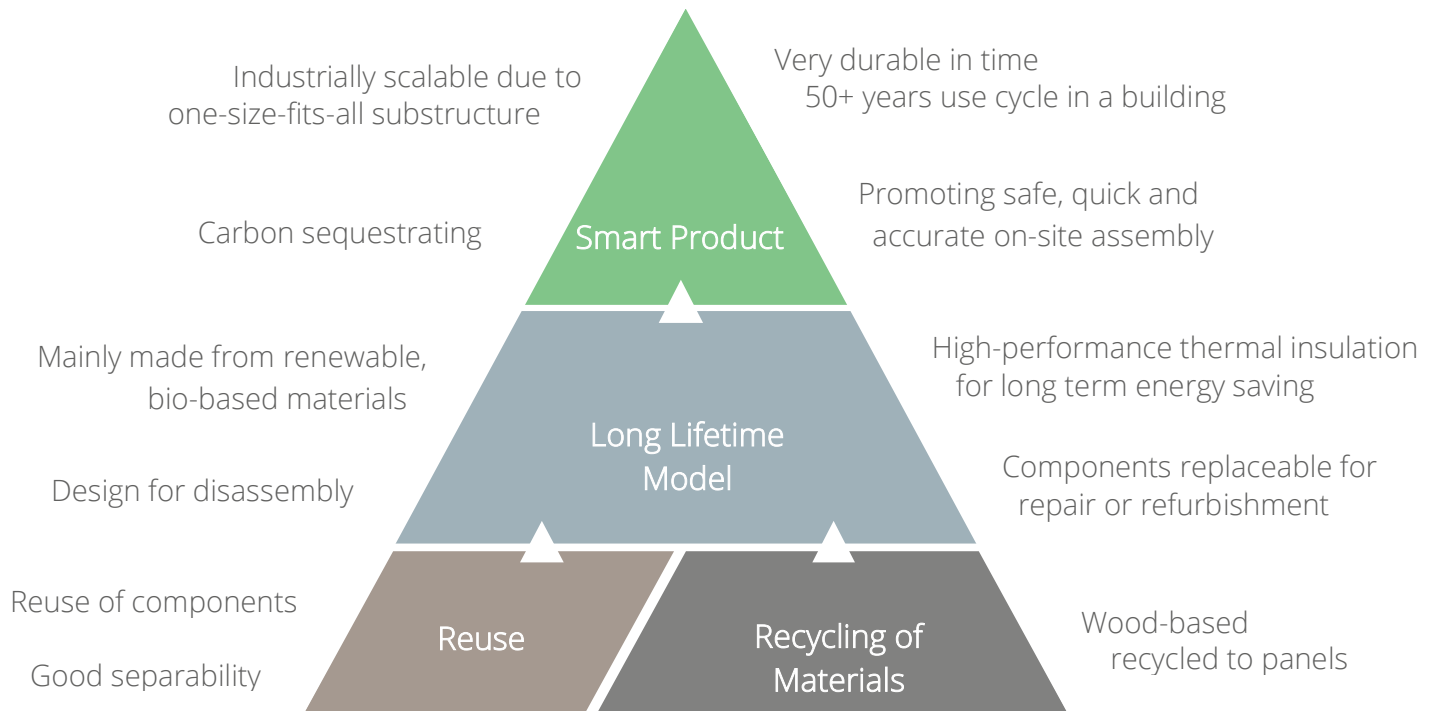 Industrially scalable due to
one-size-fits-all substructure
Very durable in time
50+ years use cycle in a building
Carbon sequestrating
Smart Product
Promoting safe, quick and
accurate on-site assembly
Mainly made from renewable,
bio-based materials
High-performance thermal insulation
for long term energy saving
Long Lifetime
Model
Design for disassembly
Components replaceable for
repair or refurbishment
Reuse of components
Good separability
Reuse
Recycling of
Materials
Wood-based
recycled to panels